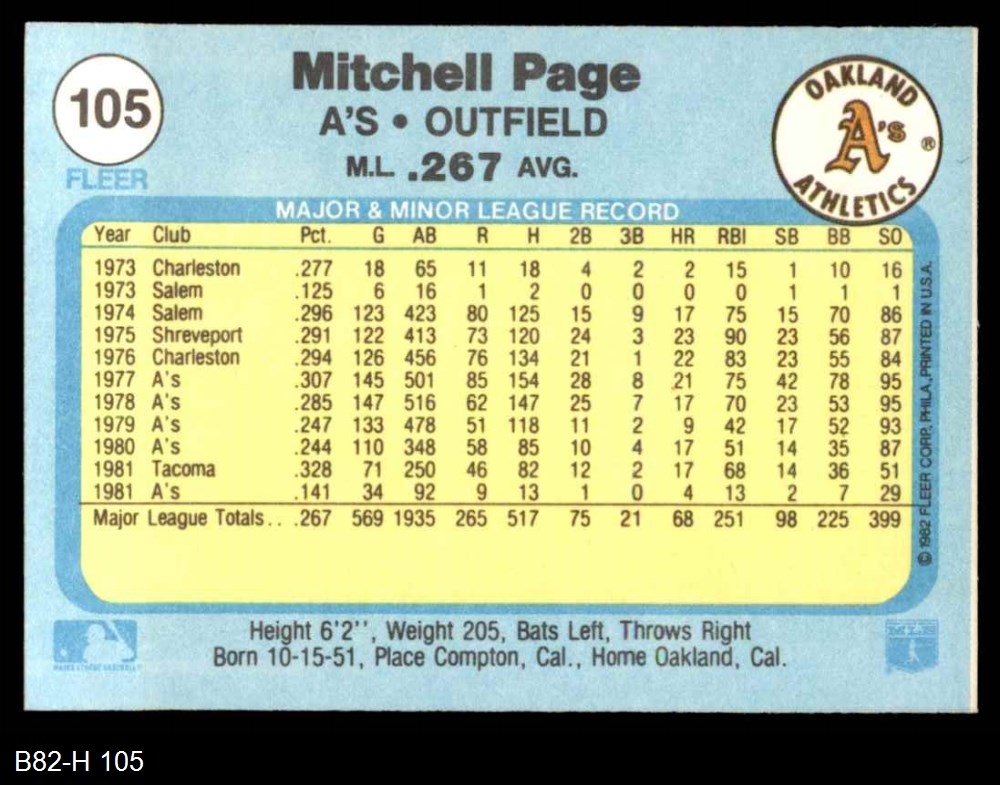 105
FLEER
Mitchell Page
A'S • OUTFIELD
M.L. .267 AVG.
OAKLAND
A's ®
ATHLETICS
MAJOR & MINOR LEAGUE RECORD
Year Club Pct. G AB R H 2B 3B HR RBI SB BB SO
1973 Charleston .277 18 65 11 18 4 2 2 15 1 10 16
1973 Salem .125 6 16 1 2 0 0 0 0 1 1 1
1974 Salem .296 123 423 80 125 15 9 17 75 15 70 86
1975 Shreveport .291 122 413 73 120 24 3 23 90 23 56 87
1976 Charleston .294 126 456 76 134 21 1 22 83 23 55 84
1977 A's .307 145 501 85 154 28 8 21 75 42 78 95
1978 A's .285 147 516 62 147 25 7 17 70 23 53 95
1979 A's .247 133 478 51 118 11 2 9 42 17 52 93
1980 A's .244 110 348 58 85 10 4 17 51 14 35 87
1981 Tacoma .328 71 250 46 82 12 2 17 68 14 36 51
1981 A's .141 34 92 9 13 1 0 4 13 2 7 29
Major League Totals... .267 569 1935 265 517 75 21 68 251 98 225 399
© 1982 FLEER CORP. PHILA., PRINTED IN U.S.A.
Height 6'2'', Weight 205, Bats Left, Throws Right
Born 10-15-51, Place Compton, Cal., Home Oakland, Cal.
MAJOR LEAGUE BASEBALL
B82-H 105